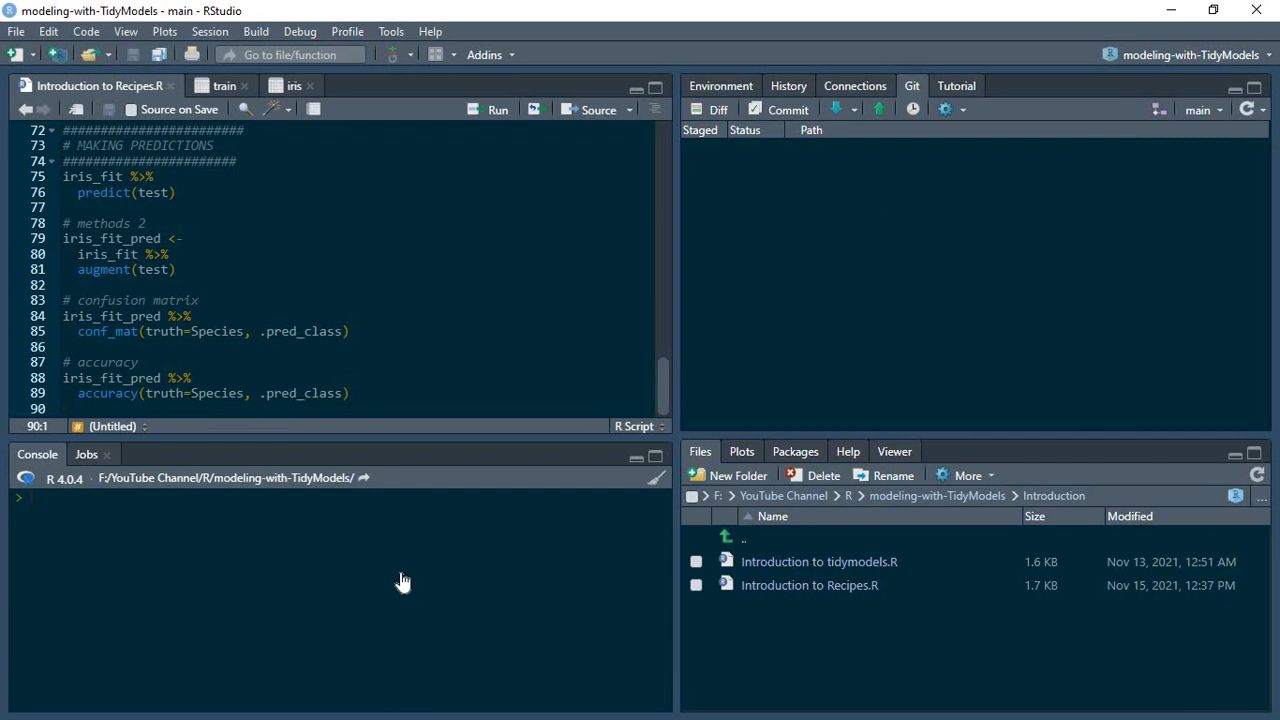 modeling-with-TidyModels - main - RStudio
File Edit Code View Plots Session Build Debug Profile Tools Help
Go to file/function Addins modeling-with-TidyModels
Introduction to Recipes.R train iris
Source on Save Run Source
72 ########################
73 # MAKING PREDICTIONS
74 #######################
75 iris_fit %>%
76 predict(test)
77
78 # methods 2
79 iris_fit_pred <-
80 iris_fit %>%
81 augment(test)
82
83 # confusion matrix
84 iris_fit_pred %>%
85 conf_mat(truth=Species, .pred_class)
86
87 # accuracy
88 iris_fit_pred %>%
89 accuracy(truth=Species, .pred_class)
90
90:1 # (Untitled) R Script
Console Jobs
R 4.0.4 · F:/YouTube Channel/R/modeling-with-TidyModels/
>
Environment History Connections Git Tutorial
Diff Commit main
Staged Status Path
Files Plots Packages Help Viewer
New Folder Delete Rename More
F: > YouTube Channel > R > modeling-with-TidyModels > Introduction ...
Name Size Modified
..
Introduction to tidymodels.R 1.6 KB Nov 13, 2021, 12:51 AM
Introduction to Recipes.R 1.7 KB Nov 15, 2021, 12:37 PM